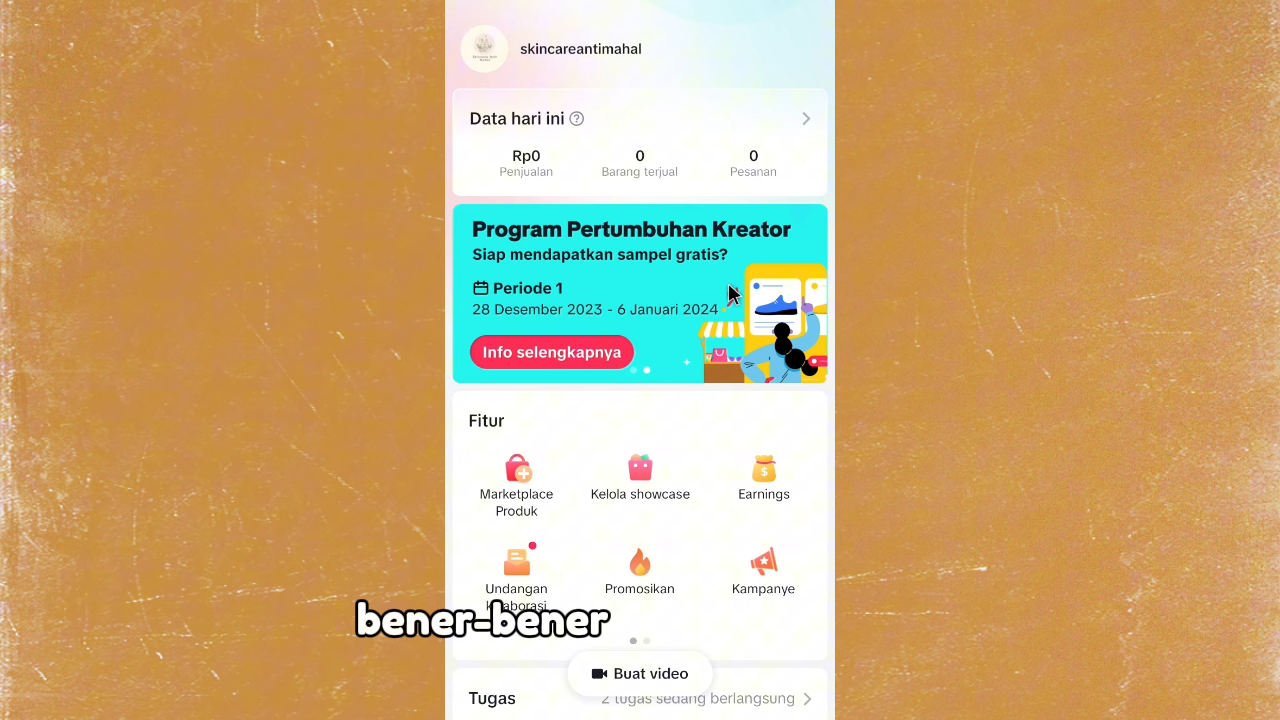 skincareantimahal
Data hari ini
Rp0
Penjualan
0
Barang terjual
0
Pesanan
Program Pertumbuhan Kreator
Siap mendapatkan sampel gratis?
Periode 1
28 Desember 2023 - 6 Januari 2024
Info selengkapnya
Fitur
Marketplace
Produk
Kelola showcase
Earnings
Undangan
kolaborasi
Promosikan
Kampanye
bener-bener
Buat video
Tugas
2 tugas sedang berlangsung